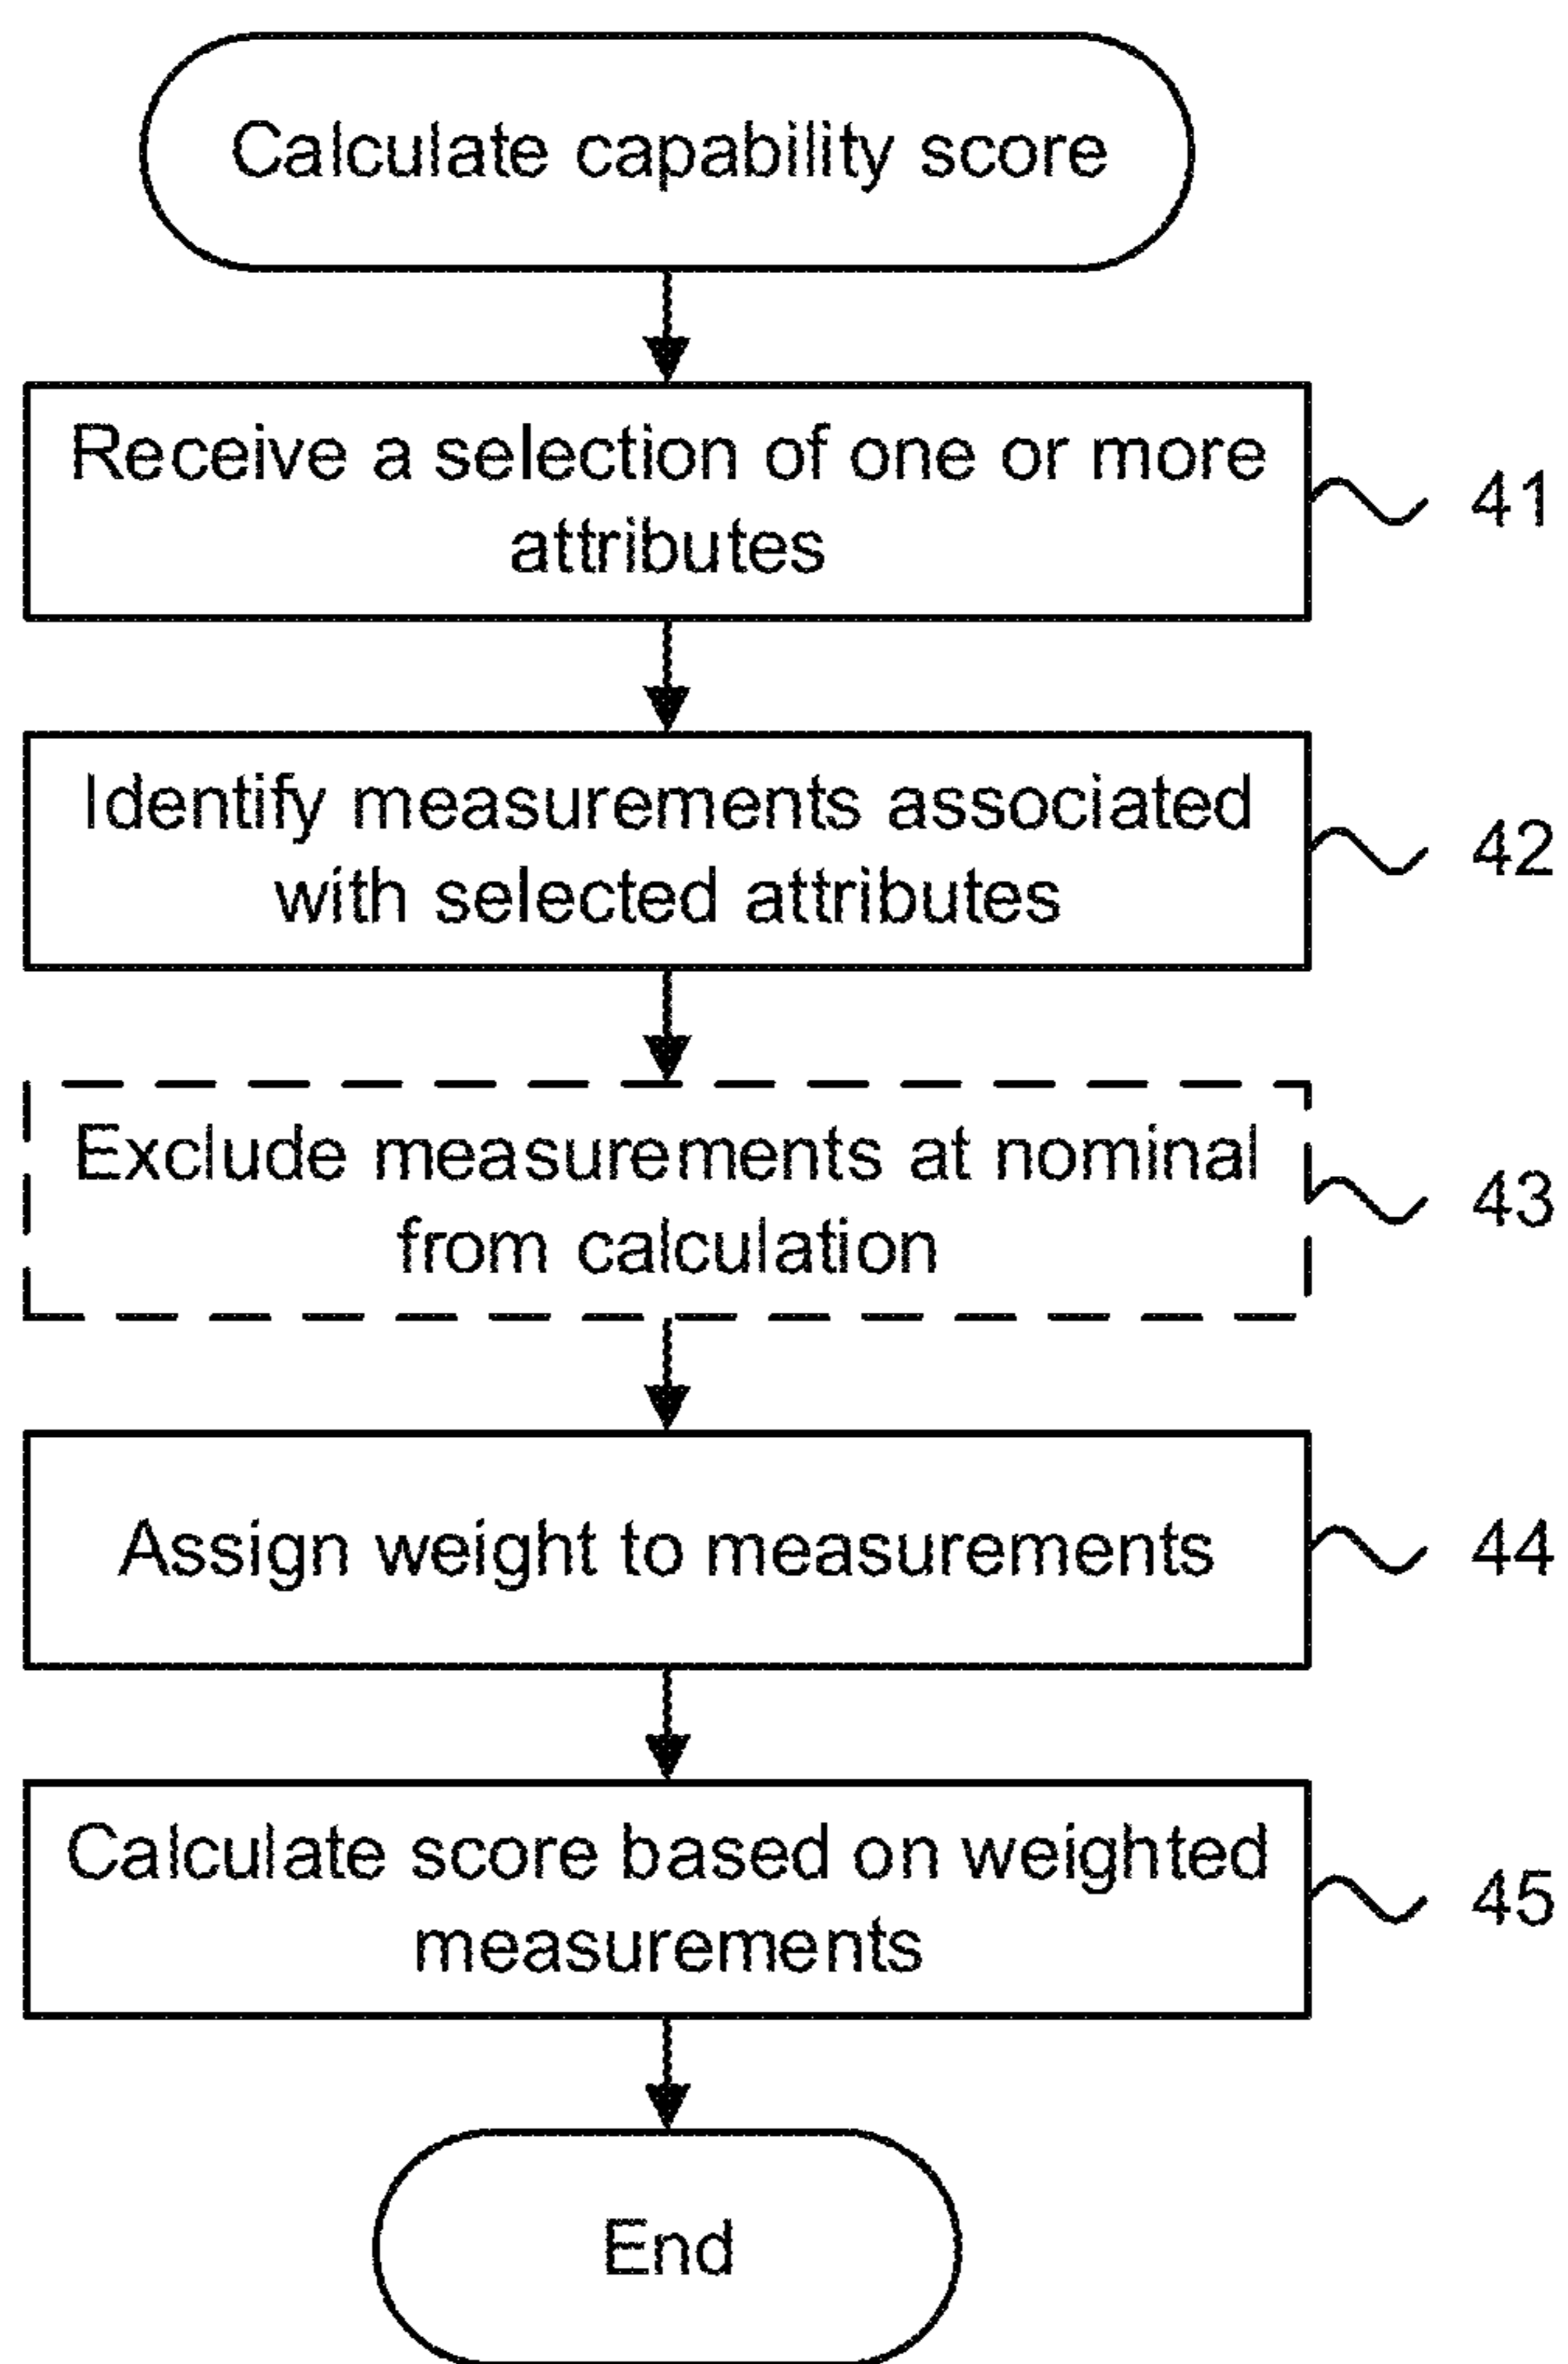 Calculate capability score
Receive a selection of one or more
attributes
41
Identify measurements associated
with selected attributes
42
Exclude measurements at nominal
from calculation
43
Assign weight to measurements
44
Calculate score based on weighted
measurements
45
End